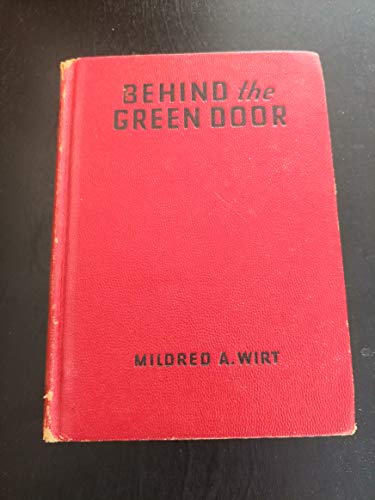 BEHIND the
GREEN DOOR
MILDRED A. WIRT